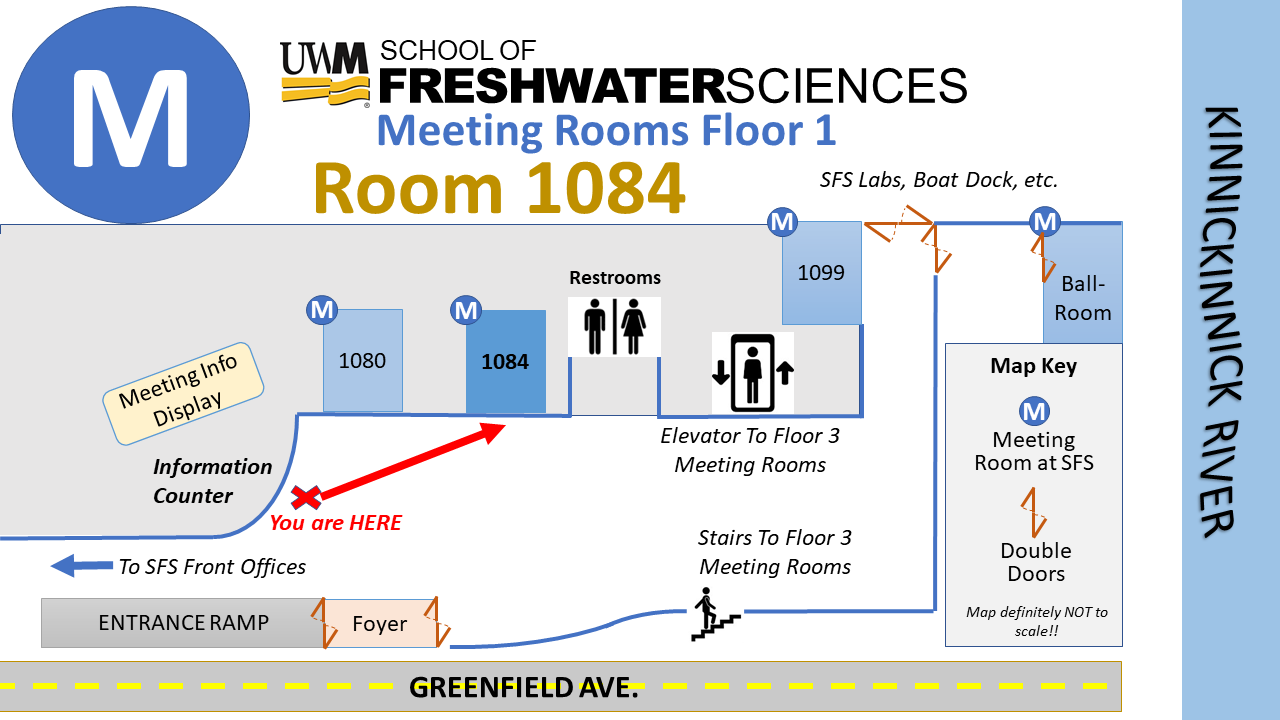 M
UWM
SCHOOL OF
FRESHWATERSCIENCES
®
Meeting Rooms Floor 1
Room 1084
SFS Labs, Boat Dock, etc.
M
M
1099
Restrooms
Ball-
Room
M
M
1080
1084
Meeting Info
Display
Information
Counter
Elevator To Floor 3
Meeting Rooms
You are HERE
To SFS Front Offices
Stairs To Floor 3
Meeting Rooms
ENTRANCE RAMP
Foyer
Map Key
M
Meeting
Room at SFS
Double
Doors
Map definitely NOT to
scale!!
GREENFIELD AVE.
KINNICKINNICK RIVER